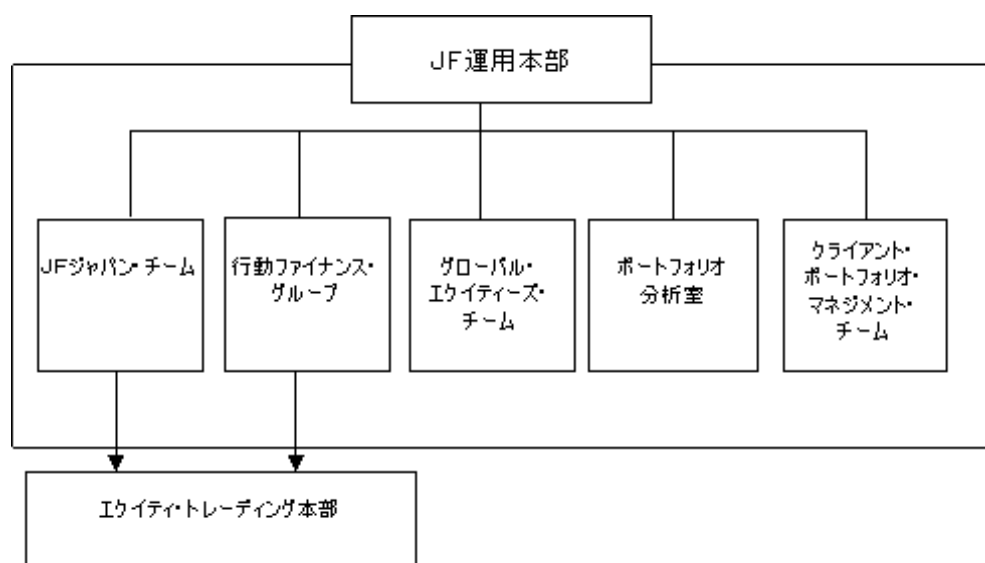 JF運用本部
JFジャパン・チーム
行動ファイナンス・
グループ
グローバル・
エクイティーズ・
チーム
ポートフォリオ
分析室
クライアント・
ポートフォリオ・
マネジメント・
チーム
エクイティ・トレーディング本部